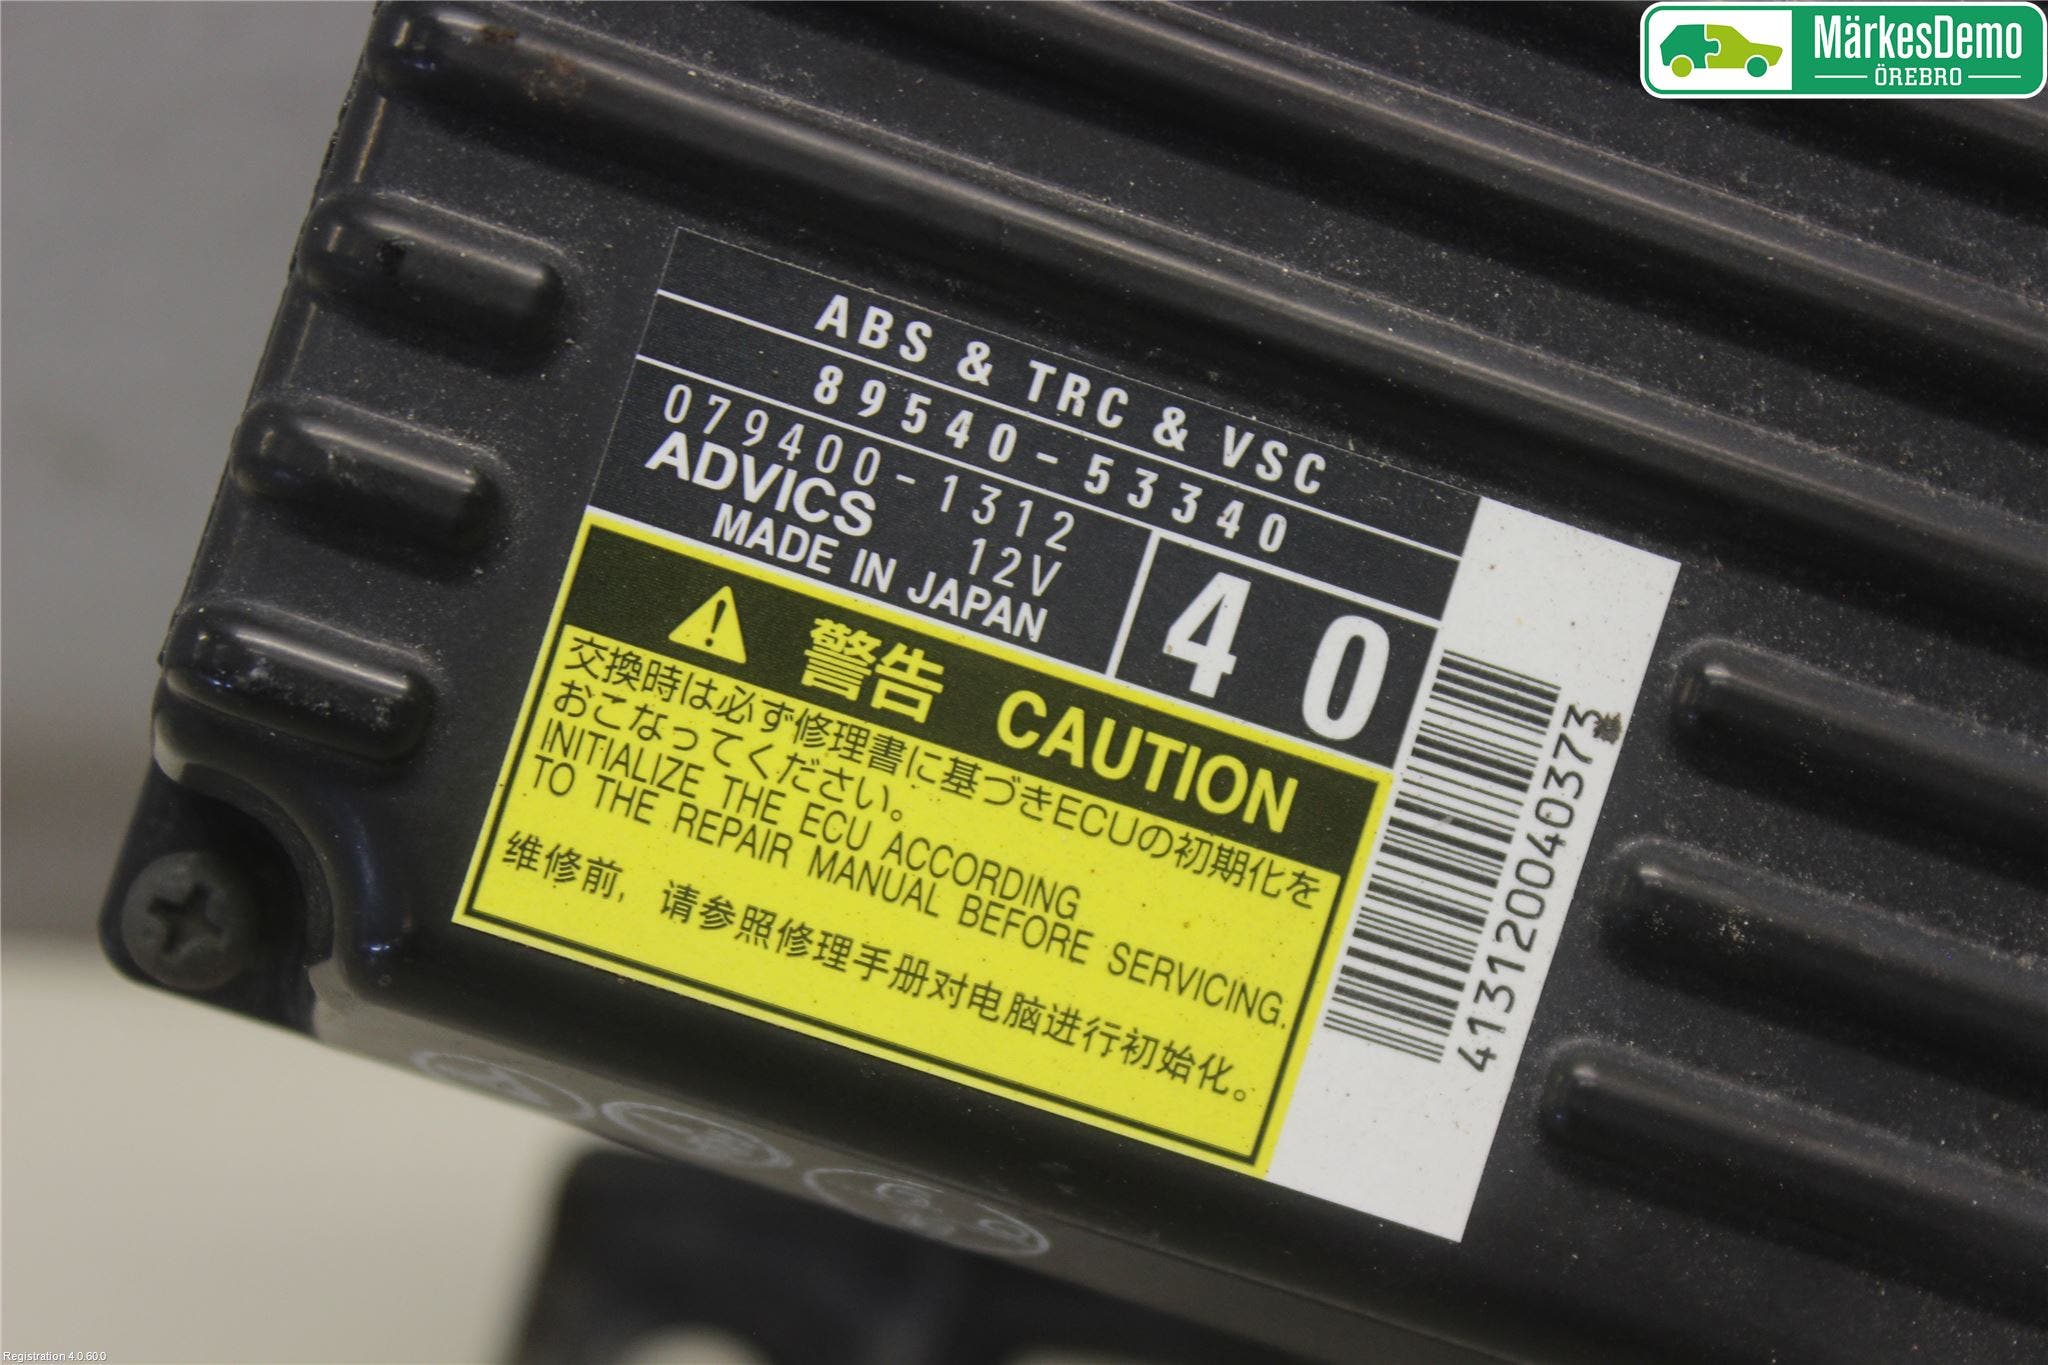 MärkesDemo
ÖREBRO
ABS & TRC & VSC
89540-53340
079400-1312
ADVICS 12V
MADE IN JAPAN
40
警告 CAUTION
交換時は必ず修理書に基づきECUの初期化を
おこなってください。
INITIALIZE THE ECU ACCORDING
TO THE REPAIR MANUAL BEFORE SERVICING.
维修前，请参照修理手册对电脑进行初始化。
413120040373
Registration 4.0.60.0